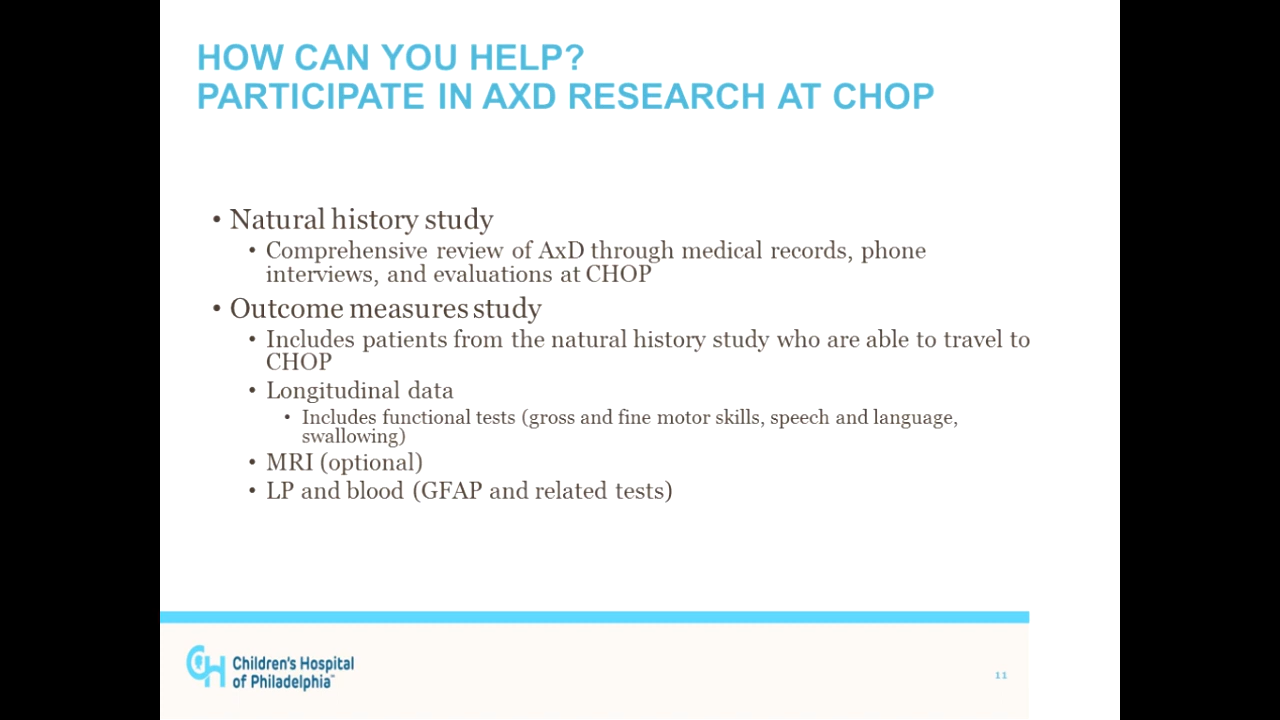 HOW CAN YOU HELP?
PARTICIPATE IN AXD RESEARCH AT CHOP
• Natural history study
• Comprehensive review of AxD through medical records, phone
interviews, and evaluations at CHOP
• Outcome measures study
• Includes patients from the natural history study who are able to travel to
CHOP
• Longitudinal data
• Includes functional tests (gross and fine motor skills, speech and language,
swallowing)
• MRI (optional)
• LP and blood (GFAP and related tests)
CH Children's Hospital
of Philadelphia™
11